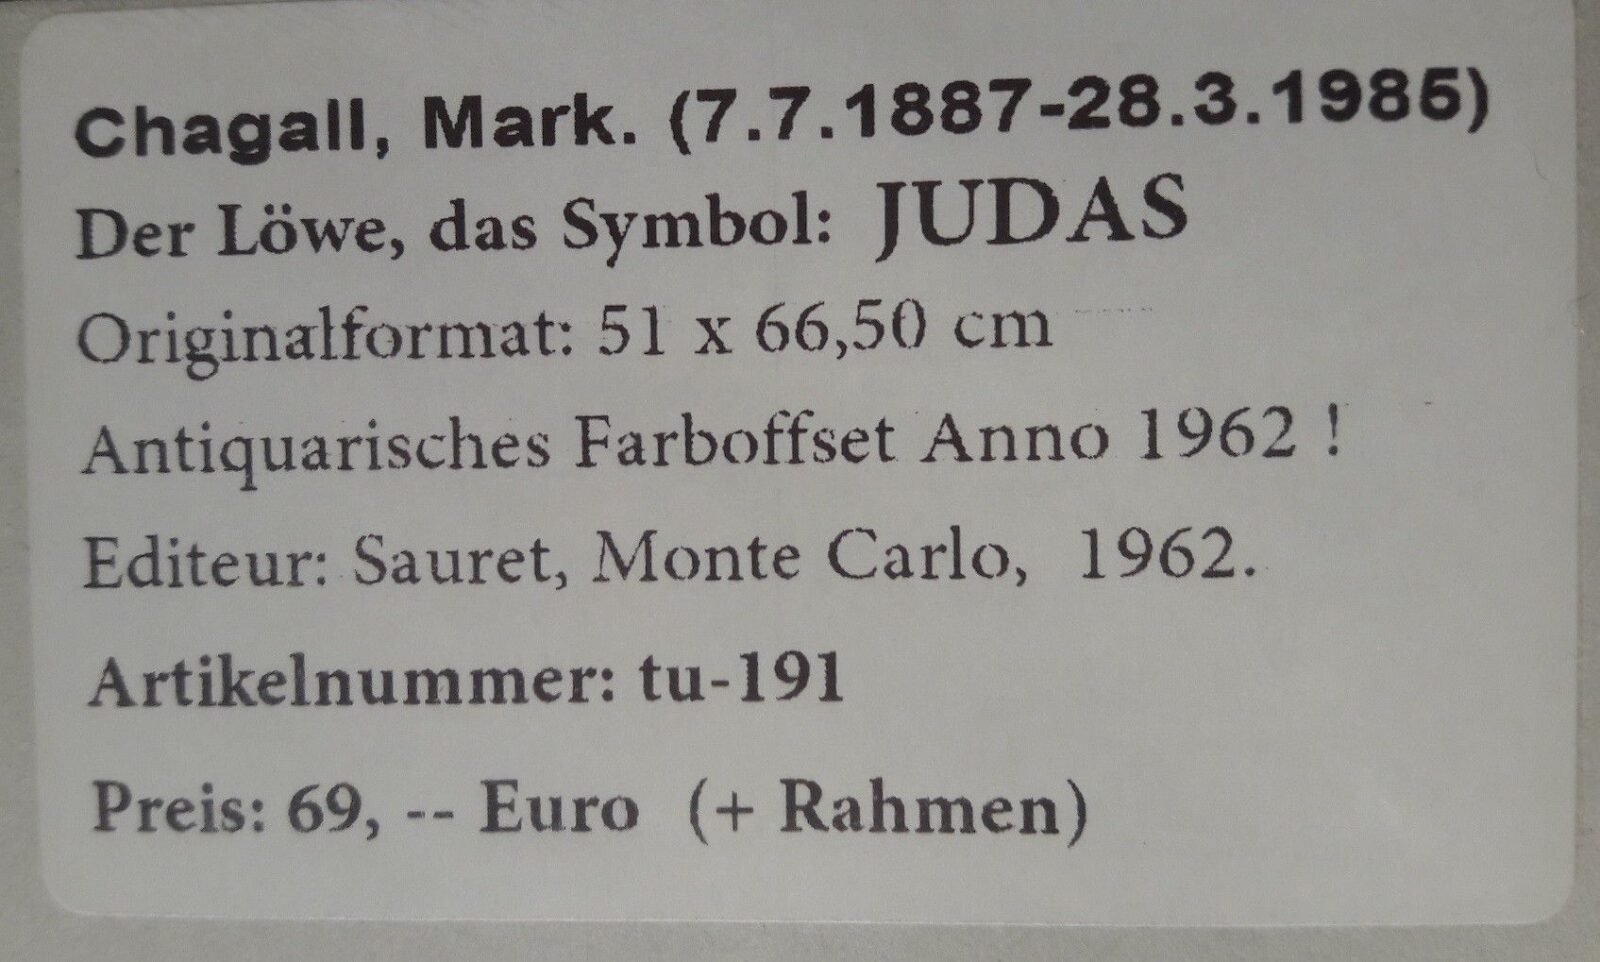 Chagall, Mark. (7.7.1887-28.3.1985)
Der Löwe, das Symbol: JUDAS
Originalformat: 51 x 66,50 cm
Antiquarisches Farboffset Anno 1962 !
Editeur: Sauret, Monte Carlo, 1962.
Artikelnummer: tu-191
Preis: 69, -- Euro (+ Rahmen)